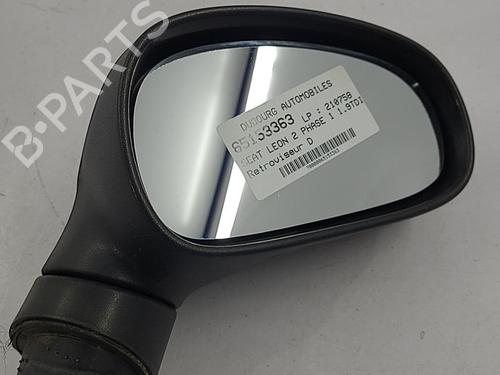 B-PARTS
DUBOURG AUTOMOBILES
65153363 LP : 210758
SEAT LEON 2 PHASE 1 1.9TDI
Retroviseur D